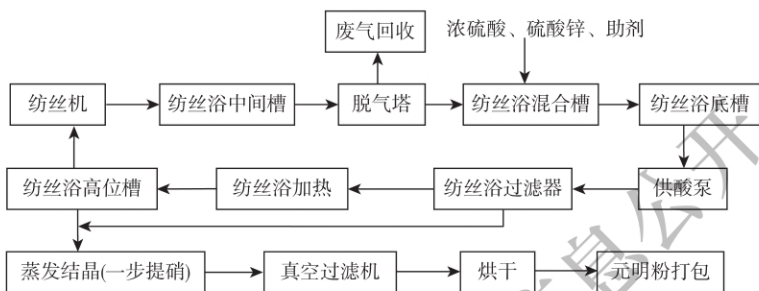 废气回收
浓硫酸、硫酸锌、助剂
纺丝机
纺丝浴中间槽
脱气塔
纺丝浴混合槽
纺丝浴底槽
纺丝浴高位槽
纺丝浴加热
纺丝浴过滤器
供酸泵
蒸发结晶(一步提硝)
真空过滤机
烘干
元明粉打包
息公开